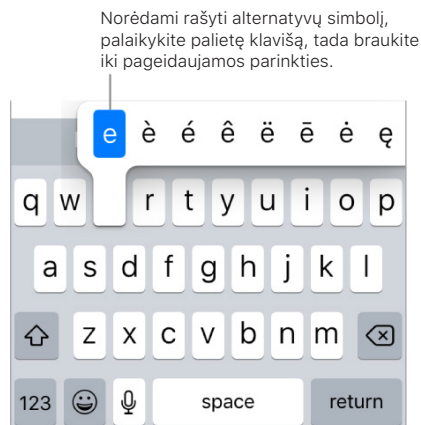 Norėdami rašyti alternatyvų simbolį,
palaikykite palietę klavišą, tada braukite
iki pageidaujamos parinkties.
e è é ê ë ē ė ę
q w r t y u i o p
a s d f g h j k l
z x c v b n m
123 space return